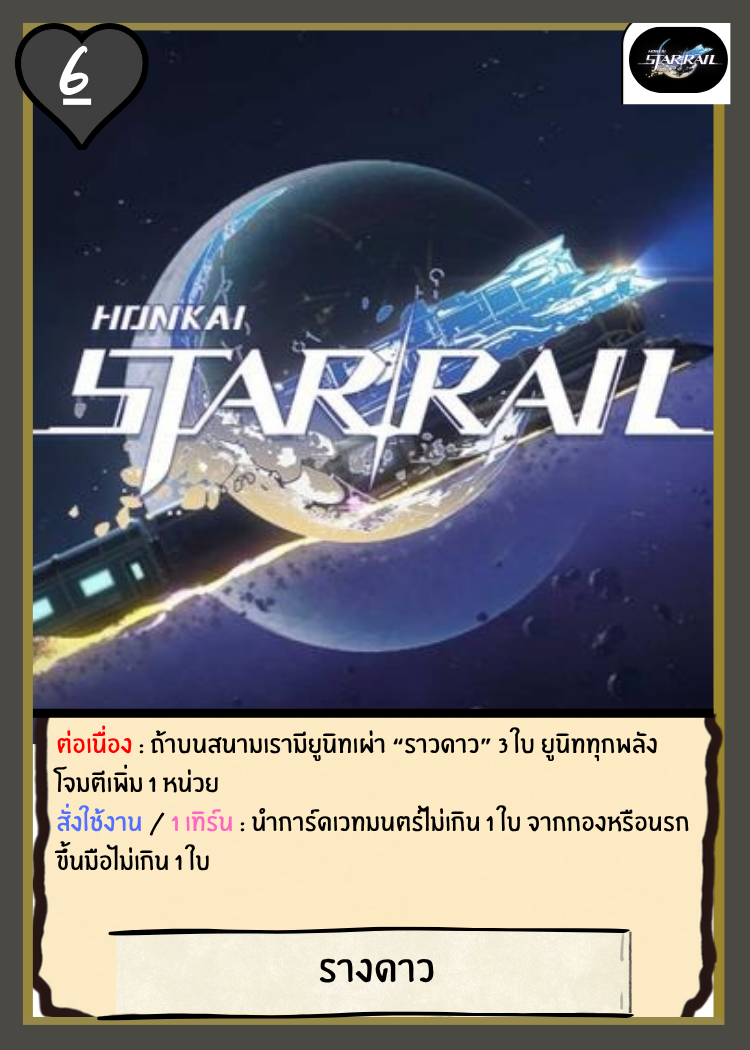 6
HONKAI
STAR RAIL
HONKAI
STAR RAIL
ต่อเนื่อง : ถ้าบนสนามเรามียูนิทเผ่า “ราวดาว” 3 ใบ ยูนิททุกพลัง
โจมตีเพิ่ม 1 หน่วย
สั่งใช้งาน / 1 เทิร์น : นำการ์ดเวทมนตร์ไม่เกิน 1 ใบ จากกองหรือนรก
ขึ้นมือไม่เกิน 1 ใบ
รางดาว